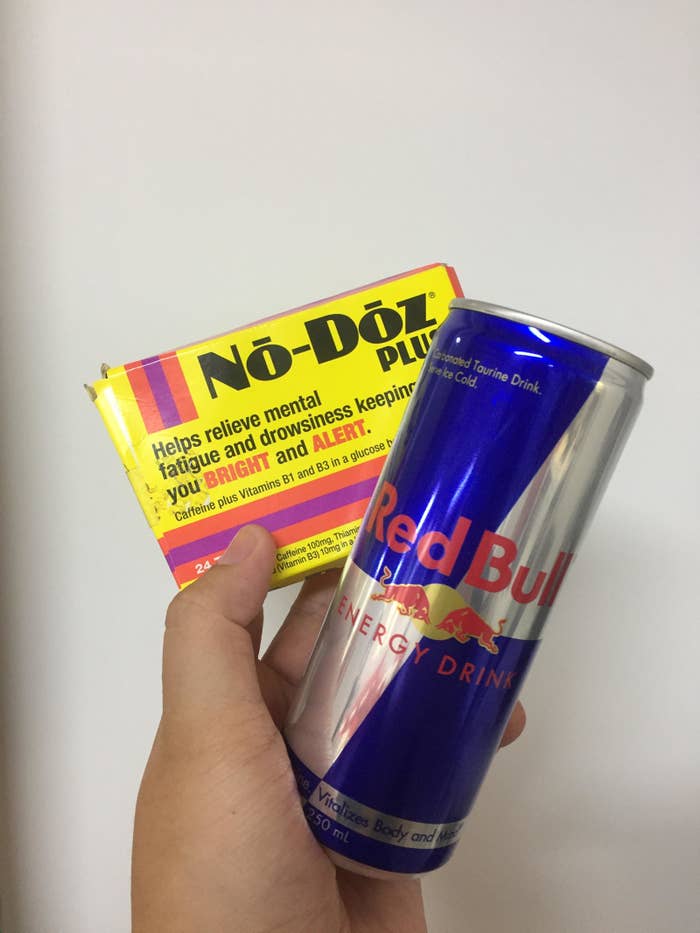 Nō-Dōz®
PLUS
Helps relieve mental
fatigue and drowsiness keeping
you BRIGHT and ALERT.
Caffeine plus Vitamins B1 and B3 in a glucose
24
Caffeine 100mg,
(Vitamin B3) 10mg in a
Carbonated Taurine Drink.
Serve Ice Cold.
Red Bull
ENERGY DRINK
Vitalizes Body and
250 mL